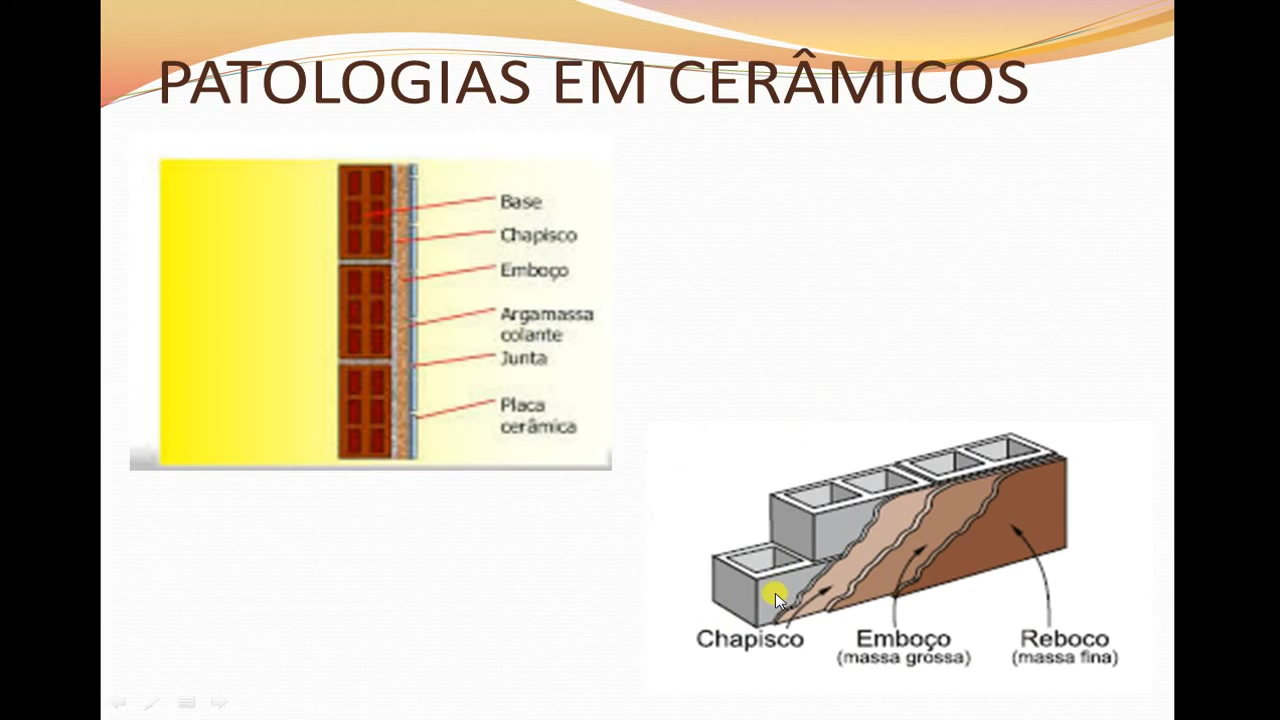 PATOLOGIAS EM CERÂMICOS
Base
Chapisco
Emboço
Argamassa
colante
Junta
Placa
cerâmica
Chapisco
Emboço
(massa grossa)
Reboco
(massa fina)